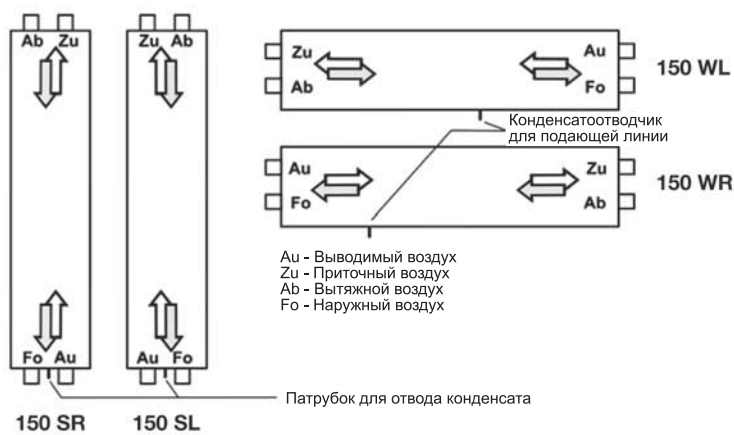 Ab Zu
Zu Ab
Zu
Au
Ab
Fo
150 WL
Конденсатоотводчик
для подающей линии
Au
Zu
Fo
Ab
150 WR
Au - Выводимый воздух
Zu - Приточный воздух
Ab - Вытяжной воздух
Fo - Наружный воздух
Fo Au
Au Fo
Патрубок для отвода конденсата
150 SR
150 SL